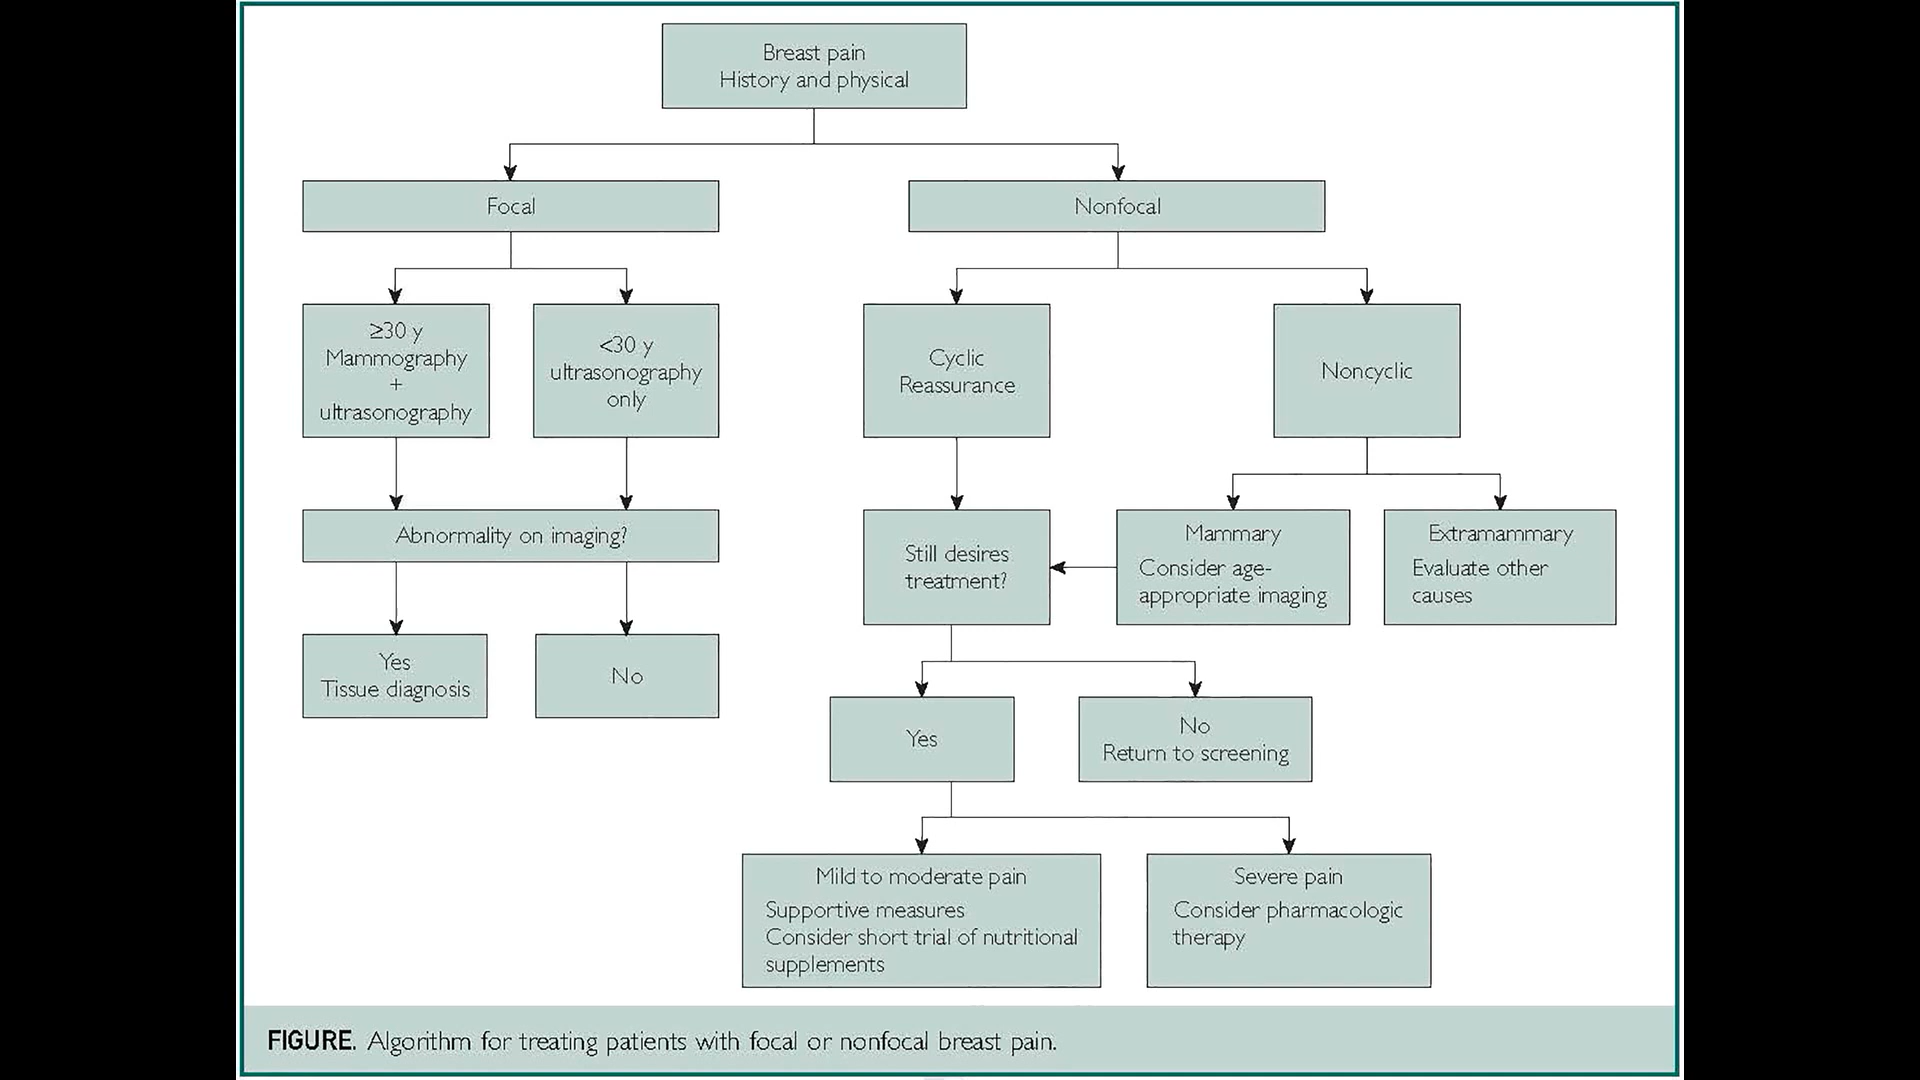 Breast pain
History and physical
Focal
Nonfocal
≥30 y
Mammography
+
ultrasonography
<30 y
ultrasonography
only
Cyclic
Reassurance
Noncyclic
Abnormality on imaging?
Still desires
treatment?
Mammary
Consider age-
appropriate imaging
Extramammary
Evaluate other
causes
Yes
Tissue diagnosis
No
Yes
No
Return to screening
Mild to moderate pain
Supportive measures
Consider short trial of nutritional
supplements
Severe pain
Consider pharmacologic
therapy
FIGURE. Algorithm for treating patients with focal or nonfocal breast pain.